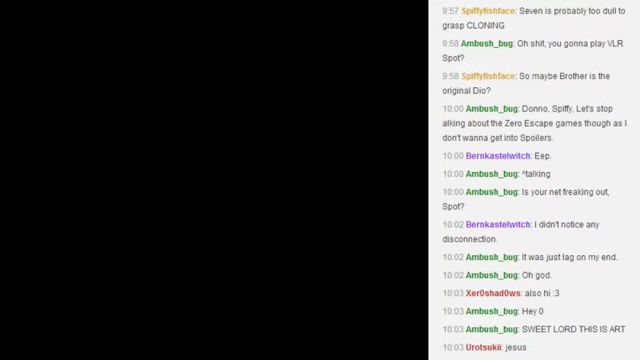 9:57 Spiffyfishface: Seven is probably too dull to
grasp CLONING
9:58 Ambush_bug: Oh shit, you gonna play VLR
Spot?
9:58 Spiffyfishface: So maybe Brother is the
original Dio?
10:00 Ambush_bug: Donno, Spiffy. Let's stop
alking about the Zero Escape games though as I
don't wanna get into Spoilers.
10:00 Bernkastelwitch: Eep.
10:00 Ambush_bug: ^talking
10:00 Ambush_bug: Is your net freaking out,
Spot?
10:02 Bernkastelwitch: I didn't notice any
disconnection.
10:02 Ambush_bug: It was just lag on my end.
10:02 Ambush_bug: Oh god.
10:03 Xer0shad0ws: also hi :3
10:03 Ambush_bug: Hey 0
10:03 Ambush_bug: SWEET LORD THIS IS ART
10:03 Urotsukii: jesus